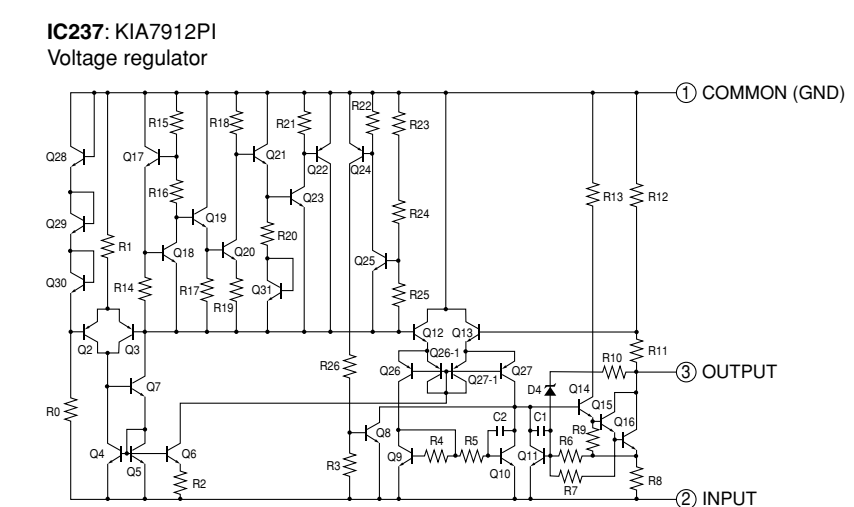 IC237: KIA7912PI
Voltage regulator
1 COMMON (GND)
R15
R18
R21
R22
R23
Q28
Q17
Q21
Q22
Q24
R16
Q23
R13
R12
Q29
Q19
R24
R1
R20
Q18
Q20
Q25
Q30
R14
R17
R19
Q31
R25
Q2
Q3
Q12
Q13
R11
Q26-1
R10
3 OUTPUT
R26
Q26
Q27-1
Q27
Q7
D4
Q14
Q15
R0
Q16
Q8
C2
C1
R9
R4
R5
R6
Q4
Q5
Q6
Q9
Q10
Q11
R3
R2
R7
R8
2 INPUT